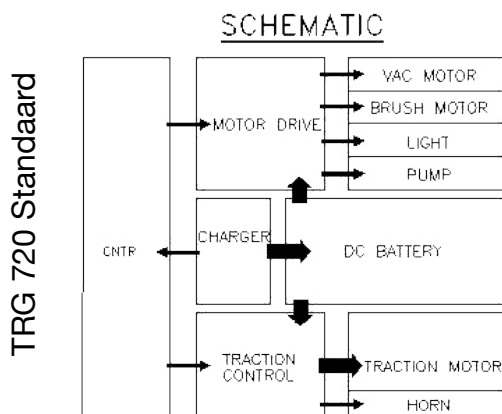 SCHEMATIC
TRG 720 Standaard
VAC MOTOR
BRUSH MOTOR
MOTOR DRIVE
LIGHT
PUMP
CHARGER
CNTR
DC BATTERY
TRACTION
CONTROL
TRACTION MOTOR
HORN